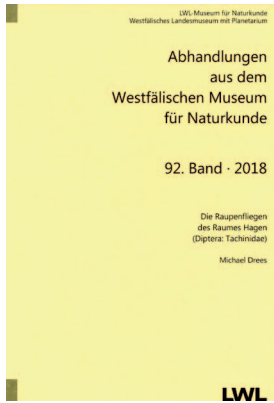 LWL-Museum für Naturkunde
Westfälisches Landesmuseum mit Planetarium
Abhandlungen
aus dem
Westfälischen Museum
für Naturkunde
92. Band · 2018
Die Raupenfliegen
des Raumes Hagen
(Diptera: Tachinidae)
Michael Drees
LWL